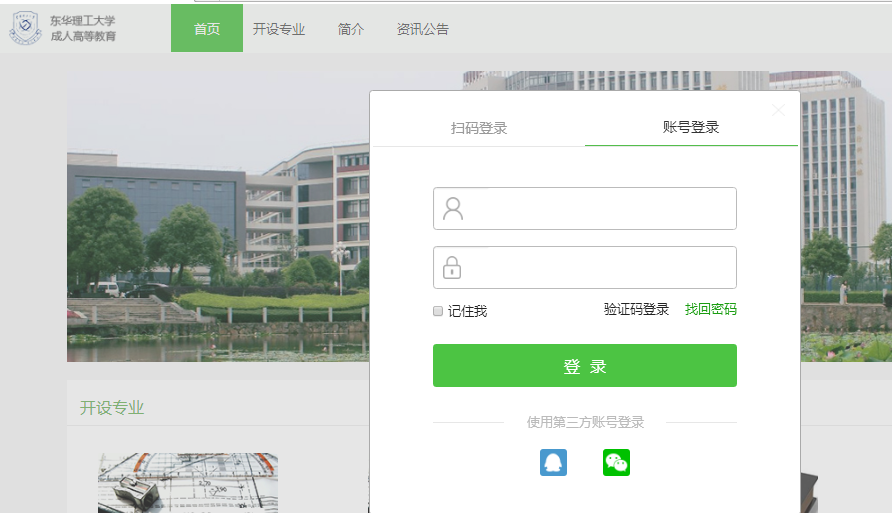 东华理工大学
成人高等教育
首页 开设专业 简介 资讯公告
扫码登录 账号登录
记住我 验证码登录 找回密码
登录
使用第三方账号登录
开设专业